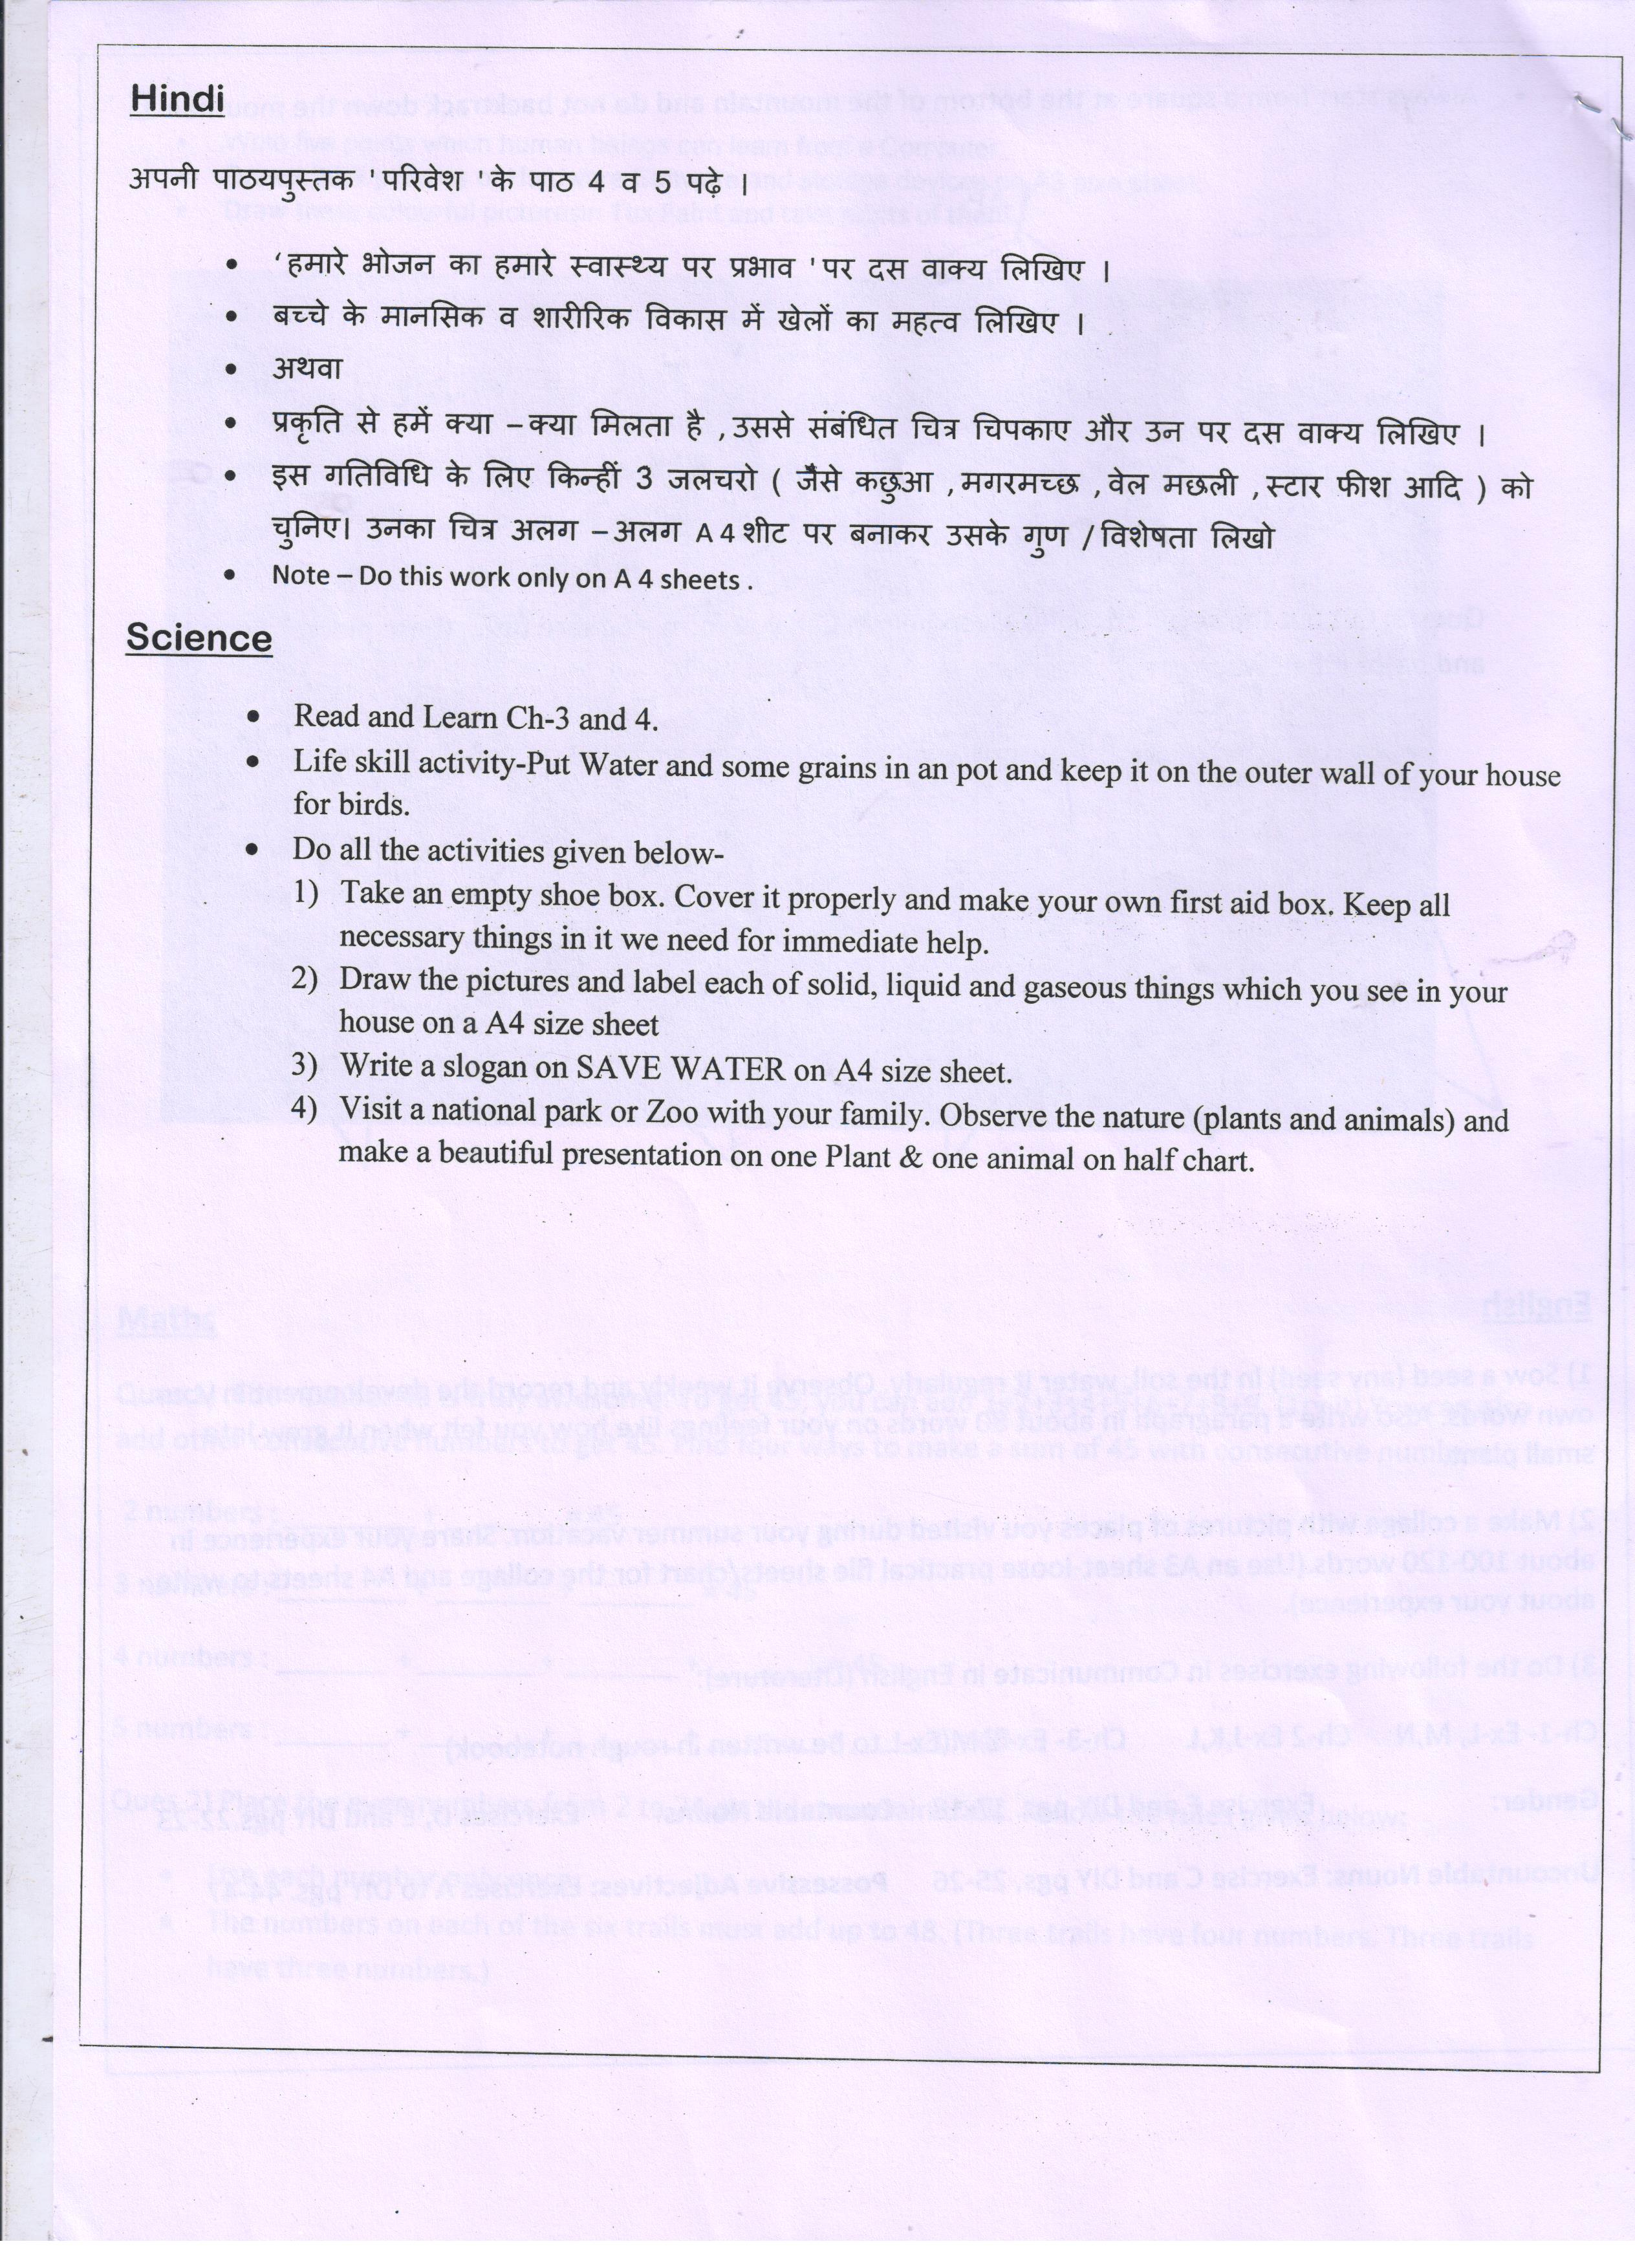 Hindi
अपनी पाठयपुस्तक ' परिवेश ' के पाठ 4 व 5 पढ़े ।
• ‘ हमारे भोजन का हमारे स्वास्थ्य पर प्रभाव ' पर दस वाक्य लिखिए ।
• बच्चे के मानसिक व शारीरिक विकास में खेलों का महत्व लिखिए ।
• अथवा
• प्रकृति से हमें क्या – क्या मिलता है , उससे संबंधित चित्र चिपकाए और उन पर दस वाक्य लिखिए ।
• इस गतिविधि के लिए किन्हीं 3 जलचरो ( जैसे कछुआ , मगरमच्छ , वेल मछली , स्टार फीश आदि ) को
चुनिए। उनका चित्र अलग – अलग A 4 शीट पर बनाकर उसके गुण / विशेषता लिखो
• Note – Do this work only on A 4 sheets .
Science
• Read and Learn Ch-3 and 4.
• Life skill activity-Put Water and some grains in an pot and keep it on the outer wall of your house
for birds.
• Do all the activities given below-
1) Take an empty shoe box. Cover it properly and make your own first aid box. Keep all
necessary things in it we need for immediate help.
2) Draw the pictures and label each of solid, liquid and gaseous things which you see in your
house on a A4 size sheet
3) Write a slogan on SAVE WATER on A4 size sheet.
4) Visit a national park or Zoo with your family. Observe the nature (plants and animals) and
make a beautiful presentation on one Plant & one animal on half chart.